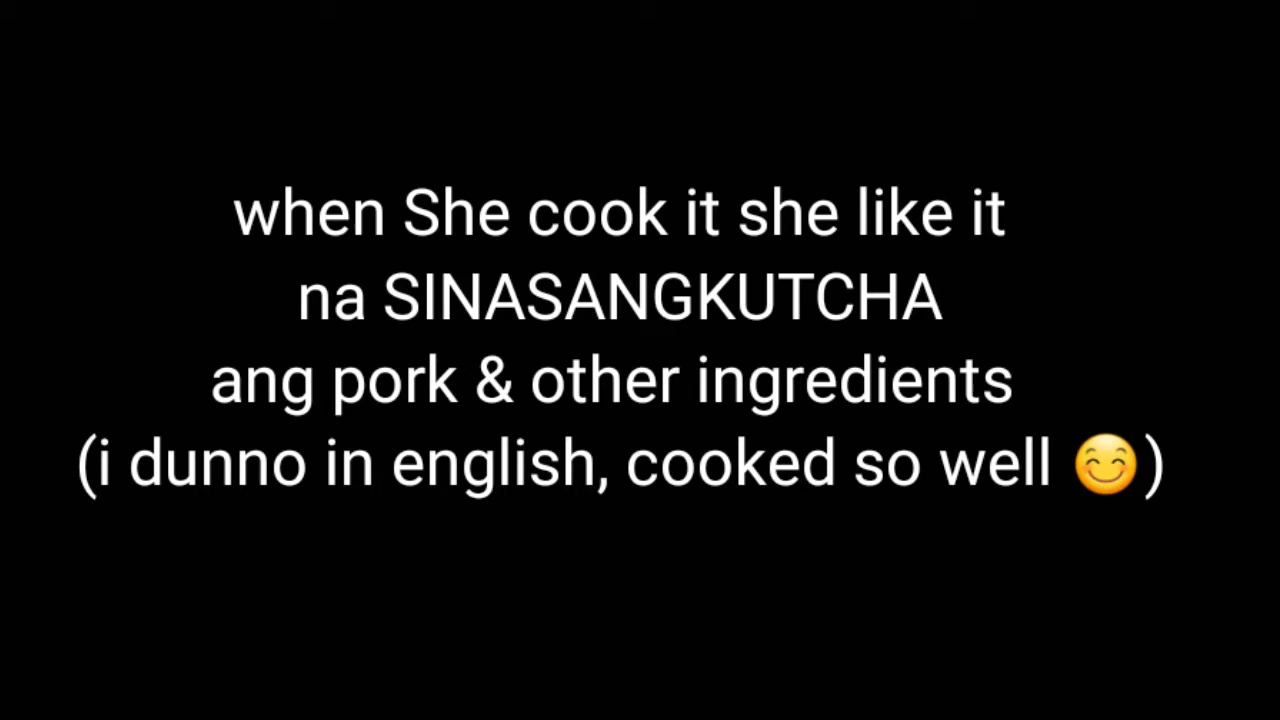 when She cook it she like it
na SINASANGKUTCHA
ang pork & other ingredients
(i dunno in english, cooked so well 😊)